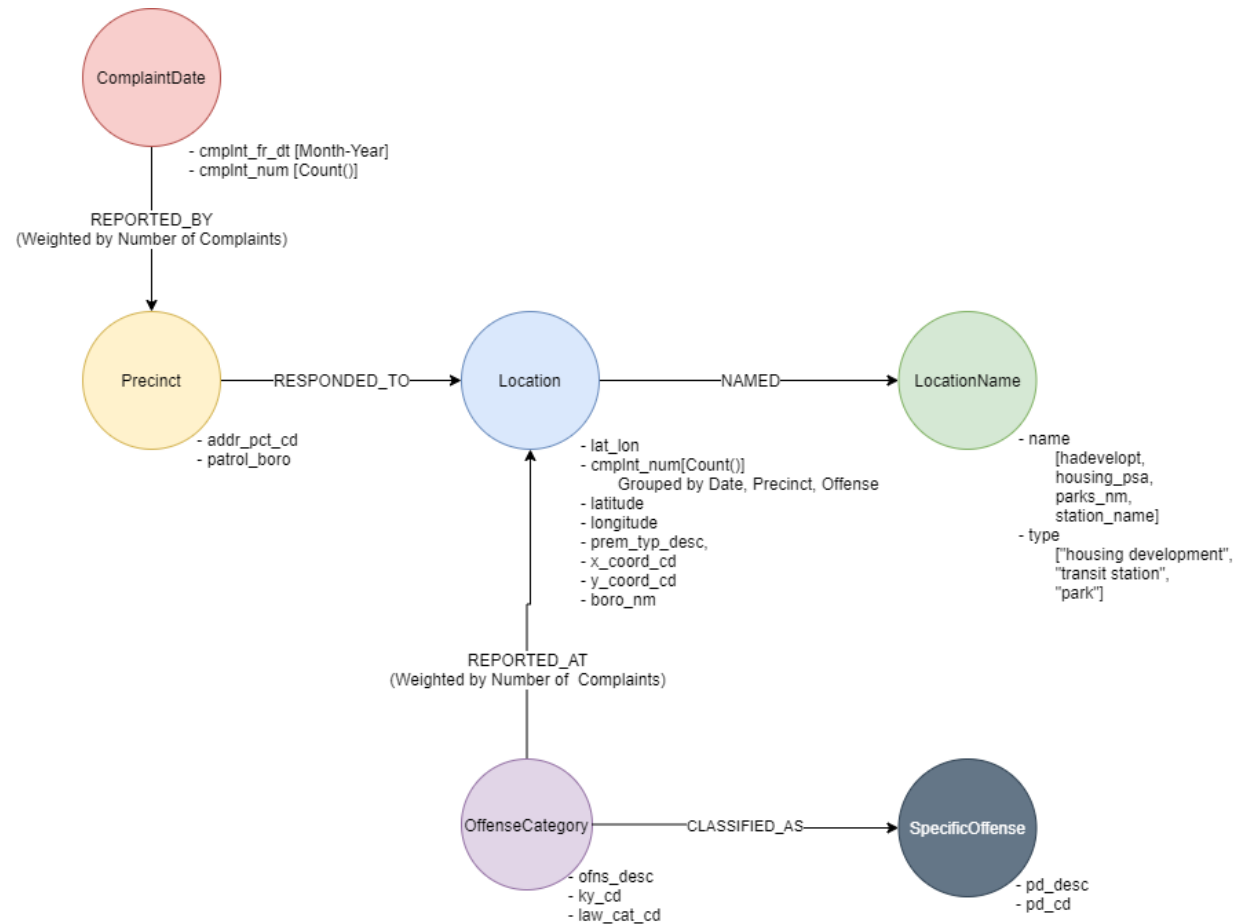 ComplaintDate
- cmplnt_fr_dt [Month-Year]
- cmplnt_num [Count()]
REPORTED_BY
(Weighted by Number of Complaints)
Precinct
RESPONDED_TO
Location
NAMED
LocationName
- addr_pct_cd
- patrol_boro
- lat_lon
- cmplnt_num[Count()]
Grouped by Date, Precinct, Offense
- latitude
- longitude
- prem_typ_desc,
- x_coord_cd
- y_coord_cd
- boro_nm
- name
[hadevelopt,
housing_psa,
parks_nm,
station_name]
- type
["housing development",
"transit station",
"park"]
REPORTED_AT
(Weighted by Number of Complaints)
OffenseCategory
CLASSIFIED_AS
SpecificOffense
- ofns_desc
- ky_cd
- law_cat_cd
- pd_desc
- pd_cd